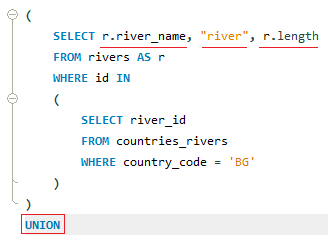 (
SELECT r.river_name, "river", r.length
FROM rivers AS r
WHERE id IN
(
SELECT river_id
FROM countries_rivers
WHERE country_code = 'BG'
)
)
UNION